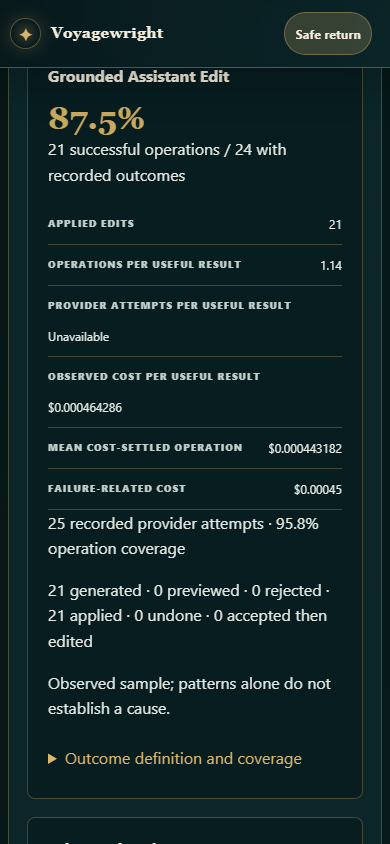 Voyagewright
Safe return
Grounded Assistant Edit
87.5%
21 successful operations / 24 with
recorded outcomes
APPLIED EDITS 21
OPERATIONS PER USEFUL RESULT 1.14
PROVIDER ATTEMPTS PER USEFUL RESULT
Unavailable
OBSERVED COST PER USEFUL RESULT
$0.000464286
MEAN COST-SETTLED OPERATION $0.000443182
FAILURE-RELATED COST $0.00045
25 recorded provider attempts · 95.8%
operation coverage
21 generated · 0 previewed · 0 rejected ·
21 applied · 0 undone · 0 accepted then
edited
Observed sample; patterns alone do not
establish a cause.
Outcome definition and coverage